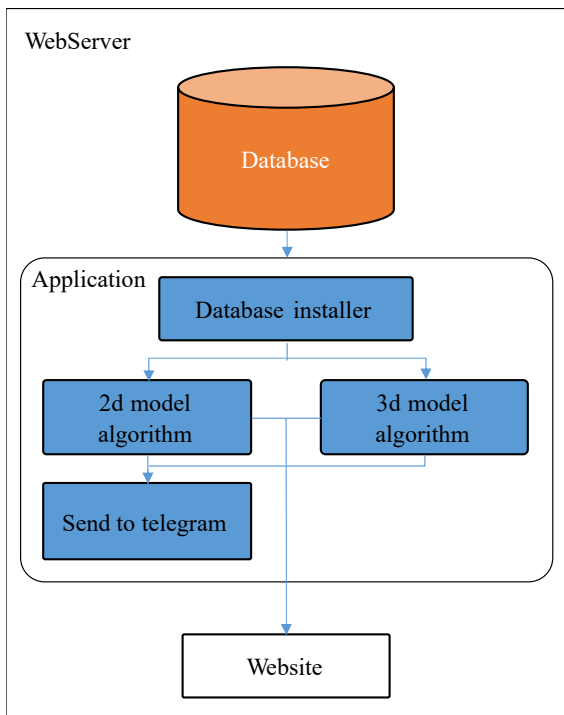 WebServer
Database
Application
Database installer
2d model
algorithm
3d model
algorithm
Send to telegram
Website